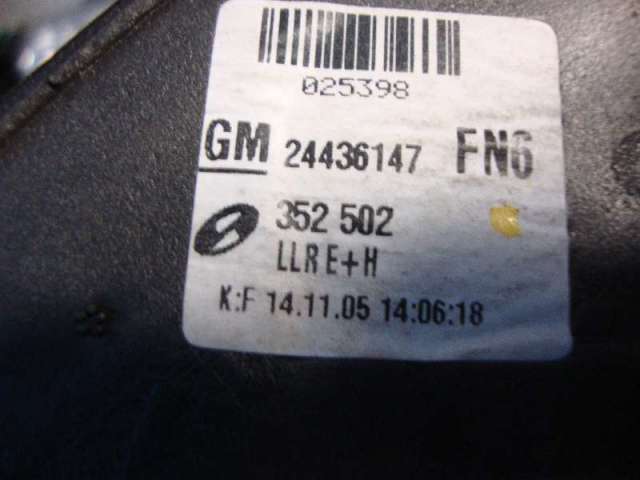 025398
GM 24436147 FN6
352 502
LLR E+H
K:F 14.11.05 14:06:18